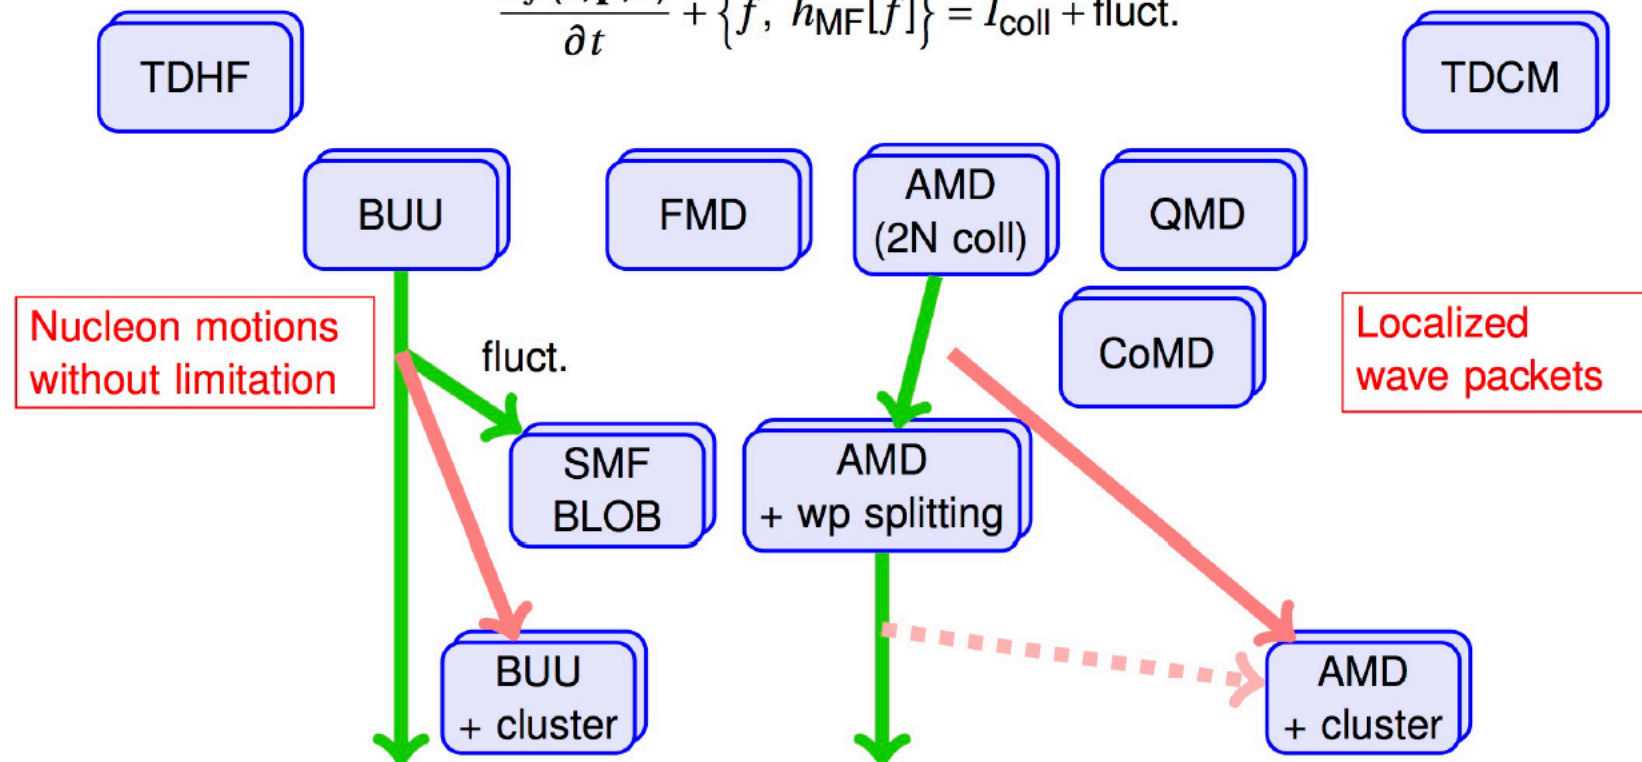 ∂t + {f, h_MF[f]} = I_coll + fluct.
TDHF
TDCM
BUU
FMD
AMD
(2N coll)
QMD
Nucleon motions
without limitation
fluct.
CoMD
Localized
wave packets
SMF
BLOB
AMD
+ wp splitting
BUU
+ cluster
AMD
+ cluster